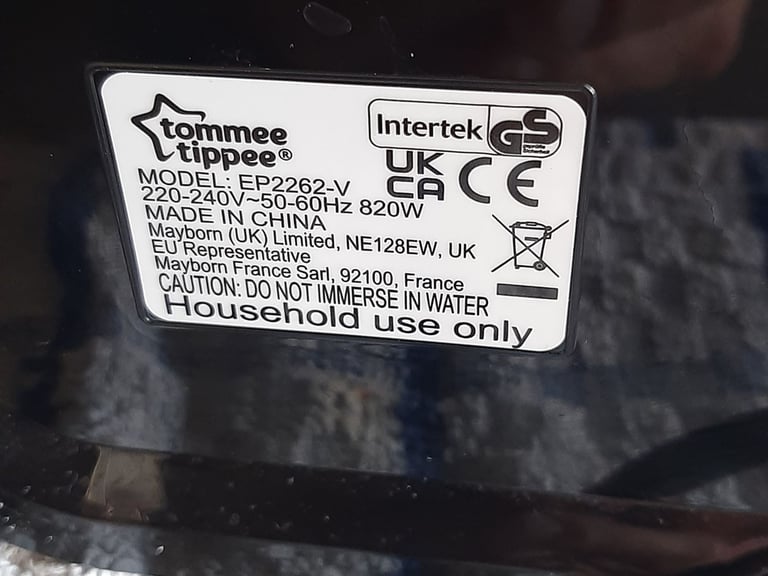 tommee
tippee®
Intertek
GS
UK
CA
CE
MODEL: EP2262-V
220-240V~50-60Hz 820W
MADE IN CHINA
Mayborn (UK) Limited, NE128EW, UK
EU Representative
Mayborn France Sarl, 92100, France
CAUTION: DO NOT IMMERSE IN WATER
Household use only